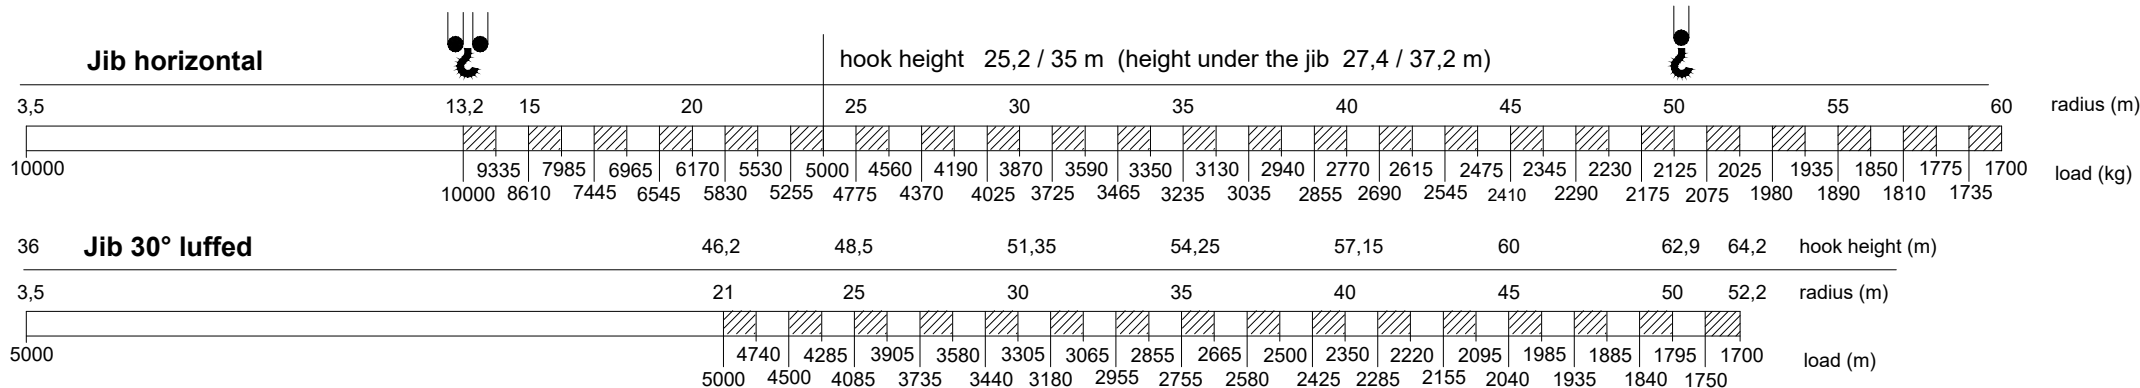 Jib horizontal hook height 25,2 / 35 m (height under the jib 27,4 / 37,2 m)
3,5 13,2 15 20 25 30 35 40 45 50 55 60 radius (m)
10000 9335 7985 6965 6170 5530 5000 4560 4190 3870 3590 3350 3130 2940 2770 2615 2475 2345 2230 2125 2025 1935 1850 1775 1700 load (kg)
10000 8610 7445 6545 5830 5255 4775 4370 4025 3725 3465 3235 3035 2855 2690 2545 2410 2290 2175 2075 1980 1890 1810 1735
36 Jib 30° luffed 46,2 48,5 51,35 54,25 57,15 60 62,9 64,2 hook height (m)
3,5 21 25 30 35 40 45 50 52,2 radius (m)
5000 4740 4285 3905 3580 3305 3065 2855 2665 2500 2350 2220 2095 1985 1885 1795 1700 load (m)
5000 4500 4085 3735 3440 3180 2955 2755 2580 2425 2285 2155 2040 1935 1840 1750